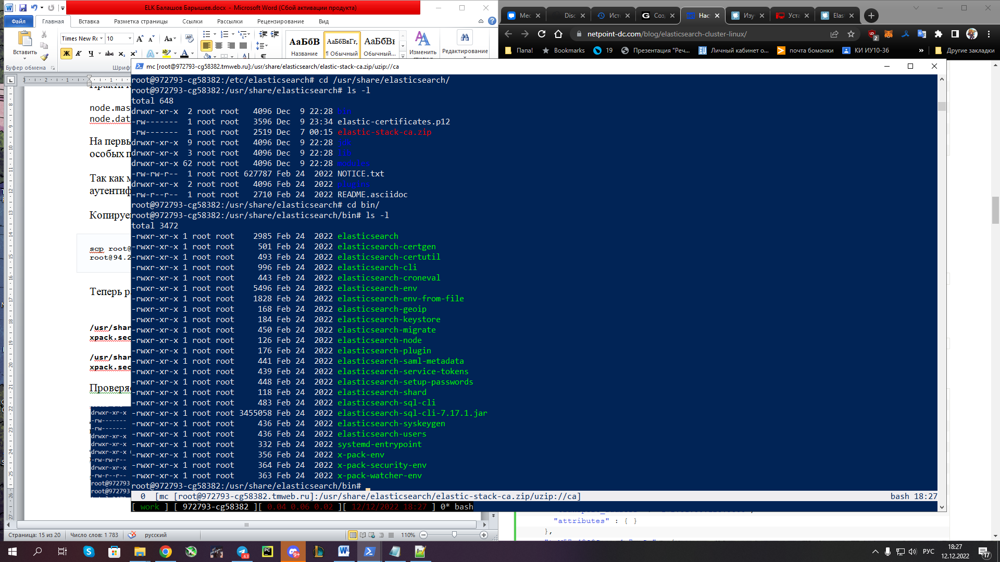 ELK Балашов Барышев.docx - Microsoft Word (Сбой активации продукта)
Файл Главная Вставка Разметка страницы Ссылки Рассылки Рецензирование Вид
Times New Ro 10
Вставить
Буфер обмена
Шрифт
АаБбВ АаБбВвГг, АаБбВв
Название ¶ Обычный Обычный...
Изменить
Редактирование
node.mas
node.dat
На первы
особых п
Так как м
аутентиф
Копируем
scp root@
root@94.2
Теперь р
/usr/shar
xpack.sec
/usr/shar
xpack.sec
Проверяе
drwxr-xr-x
-rw-------
-rw-------
drwxr-xr-x
drwxr-xr-x
drwxr-xr-x
-rw-rw-r--
drwxr-xr-x
-rw-r--r--
root@972793
root@972793
Страница: 15 из 20 Число слов: 1 783 русский 110%
Мес Disc Исто Созд Нас Изу Уста Elas
netpoint-dc.com/blog/elasticsearch-cluster-linux/
Папа! Bookmarks 19 Презентация "Реч... Личный кабинет о... почта бомонки КИ ИУ10-36 » Другие закладки
mc [root@972793-cg58382.tmweb.ru]:/usr/share/elasticsearch/elastic-stack-ca.zip/uzip://ca
root@972793-cg58382:/etc/elasticsearch# cd /usr/share/elasticsearch/
root@972793-cg58382:/usr/share/elasticsearch# ls -l
total 648
drwxr-xr-x 2 root root 4096 Dec 9 22:28 bin
-rw------- 1 root root 3596 Dec 9 23:34 elastic-certificates.p12
-rw------- 1 root root 2519 Dec 7 00:15 elastic-stack-ca.zip
drwxr-xr-x 9 root root 4096 Dec 9 22:28 jdk
drwxr-xr-x 3 root root 4096 Dec 9 22:28 lib
drwxr-xr-x 62 root root 4096 Dec 9 22:28 modules
-rw-rw-r-- 1 root root 627787 Feb 24 2022 NOTICE.txt
drwxr-xr-x 2 root root 4096 Feb 24 2022 plugins
-rw-r--r-- 1 root root 2710 Feb 24 2022 README.asciidoc
root@972793-cg58382:/usr/share/elasticsearch# cd bin/
root@972793-cg58382:/usr/share/elasticsearch/bin# ls -l
total 3472
-rwxr-xr-x 1 root root 2985 Feb 24 2022 elasticsearch
-rwxr-xr-x 1 root root 501 Feb 24 2022 elasticsearch-certgen
-rwxr-xr-x 1 root root 493 Feb 24 2022 elasticsearch-certutil
-rwxr-xr-x 1 root root 996 Feb 24 2022 elasticsearch-cli
-rwxr-xr-x 1 root root 443 Feb 24 2022 elasticsearch-croneval
-rwxr-xr-x 1 root root 5496 Feb 24 2022 elasticsearch-env
-rwxr-xr-x 1 root root 1828 Feb 24 2022 elasticsearch-env-from-file
-rwxr-xr-x 1 root root 168 Feb 24 2022 elasticsearch-geoip
-rwxr-xr-x 1 root root 184 Feb 24 2022 elasticsearch-keystore
-rwxr-xr-x 1 root root 450 Feb 24 2022 elasticsearch-migrate
-rwxr-xr-x 1 root root 126 Feb 24 2022 elasticsearch-node
-rwxr-xr-x 1 root root 176 Feb 24 2022 elasticsearch-plugin
-rwxr-xr-x 1 root root 441 Feb 24 2022 elasticsearch-saml-metadata
-rwxr-xr-x 1 root root 439 Feb 24 2022 elasticsearch-service-tokens
-rwxr-xr-x 1 root root 448 Feb 24 2022 elasticsearch-setup-passwords
-rwxr-xr-x 1 root root 118 Feb 24 2022 elasticsearch-shard
-rwxr-xr-x 1 root root 483 Feb 24 2022 elasticsearch-sql-cli
-rwxr-xr-x 1 root root 3455058 Feb 24 2022 elasticsearch-sql-cli-7.17.1.jar
-rwxr-xr-x 1 root root 436 Feb 24 2022 elasticsearch-syskeygen
-rwxr-xr-x 1 root root 436 Feb 24 2022 elasticsearch-users
-rwxr-xr-x 1 root root 332 Feb 24 2022 systemd-entrypoint
-rwxr-xr-x 1 root root 356 Feb 24 2022 x-pack-env
-rwxr-xr-x 1 root root 364 Feb 24 2022 x-pack-security-env
-rwxr-xr-x 1 root root 363 Feb 24 2022 x-pack-watcher-env
root@972793-cg58382:/usr/share/elasticsearch/bin#
0 [mc [root@972793-cg58382.tmweb.ru]:/usr/share/elasticsearch/elastic-stack-ca.zip/uzip://ca] bash 18:27
[ work ] [ 972793-cg58382 ][ 0.04 0.06 0.02 ][ 12/12/2022 18:27 ] 0* bash
"attributes" : { }
},
РУС 18:27
12.12.2022
17